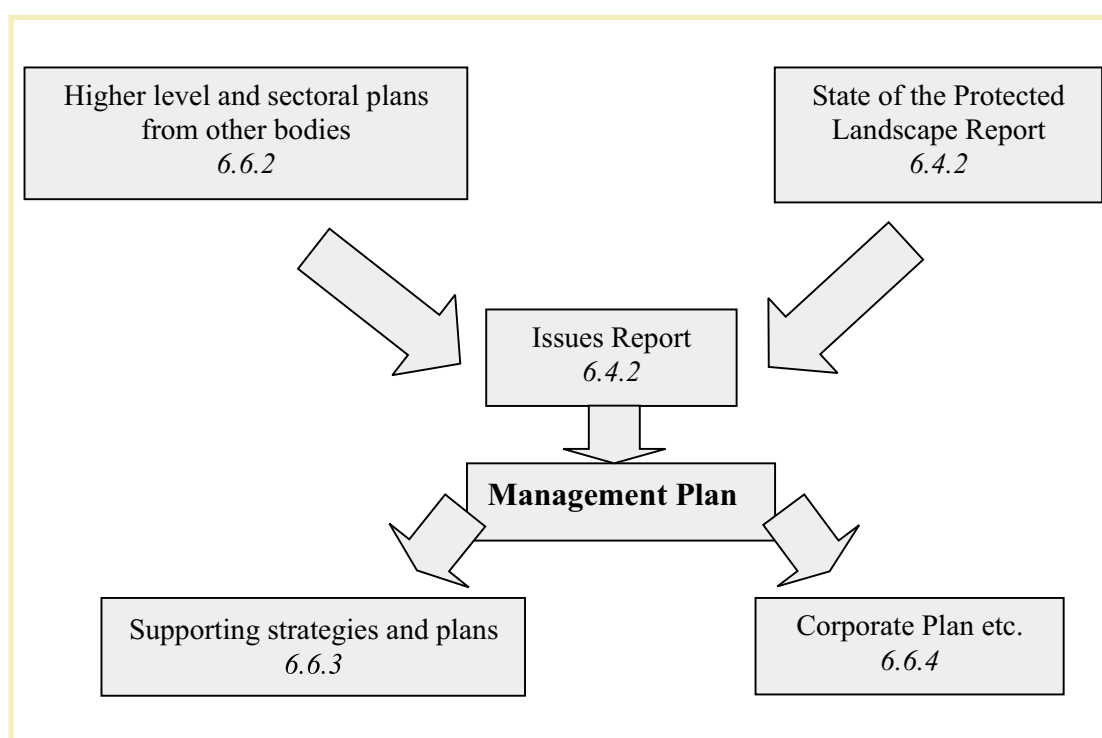 Higher level and sectoral plans
from other bodies
6.6.2
State of the Protected
Landscape Report
6.4.2
Issues Report
6.4.2
Management Plan
Supporting strategies and plans
6.6.3
Corporate Plan etc.
6.6.4